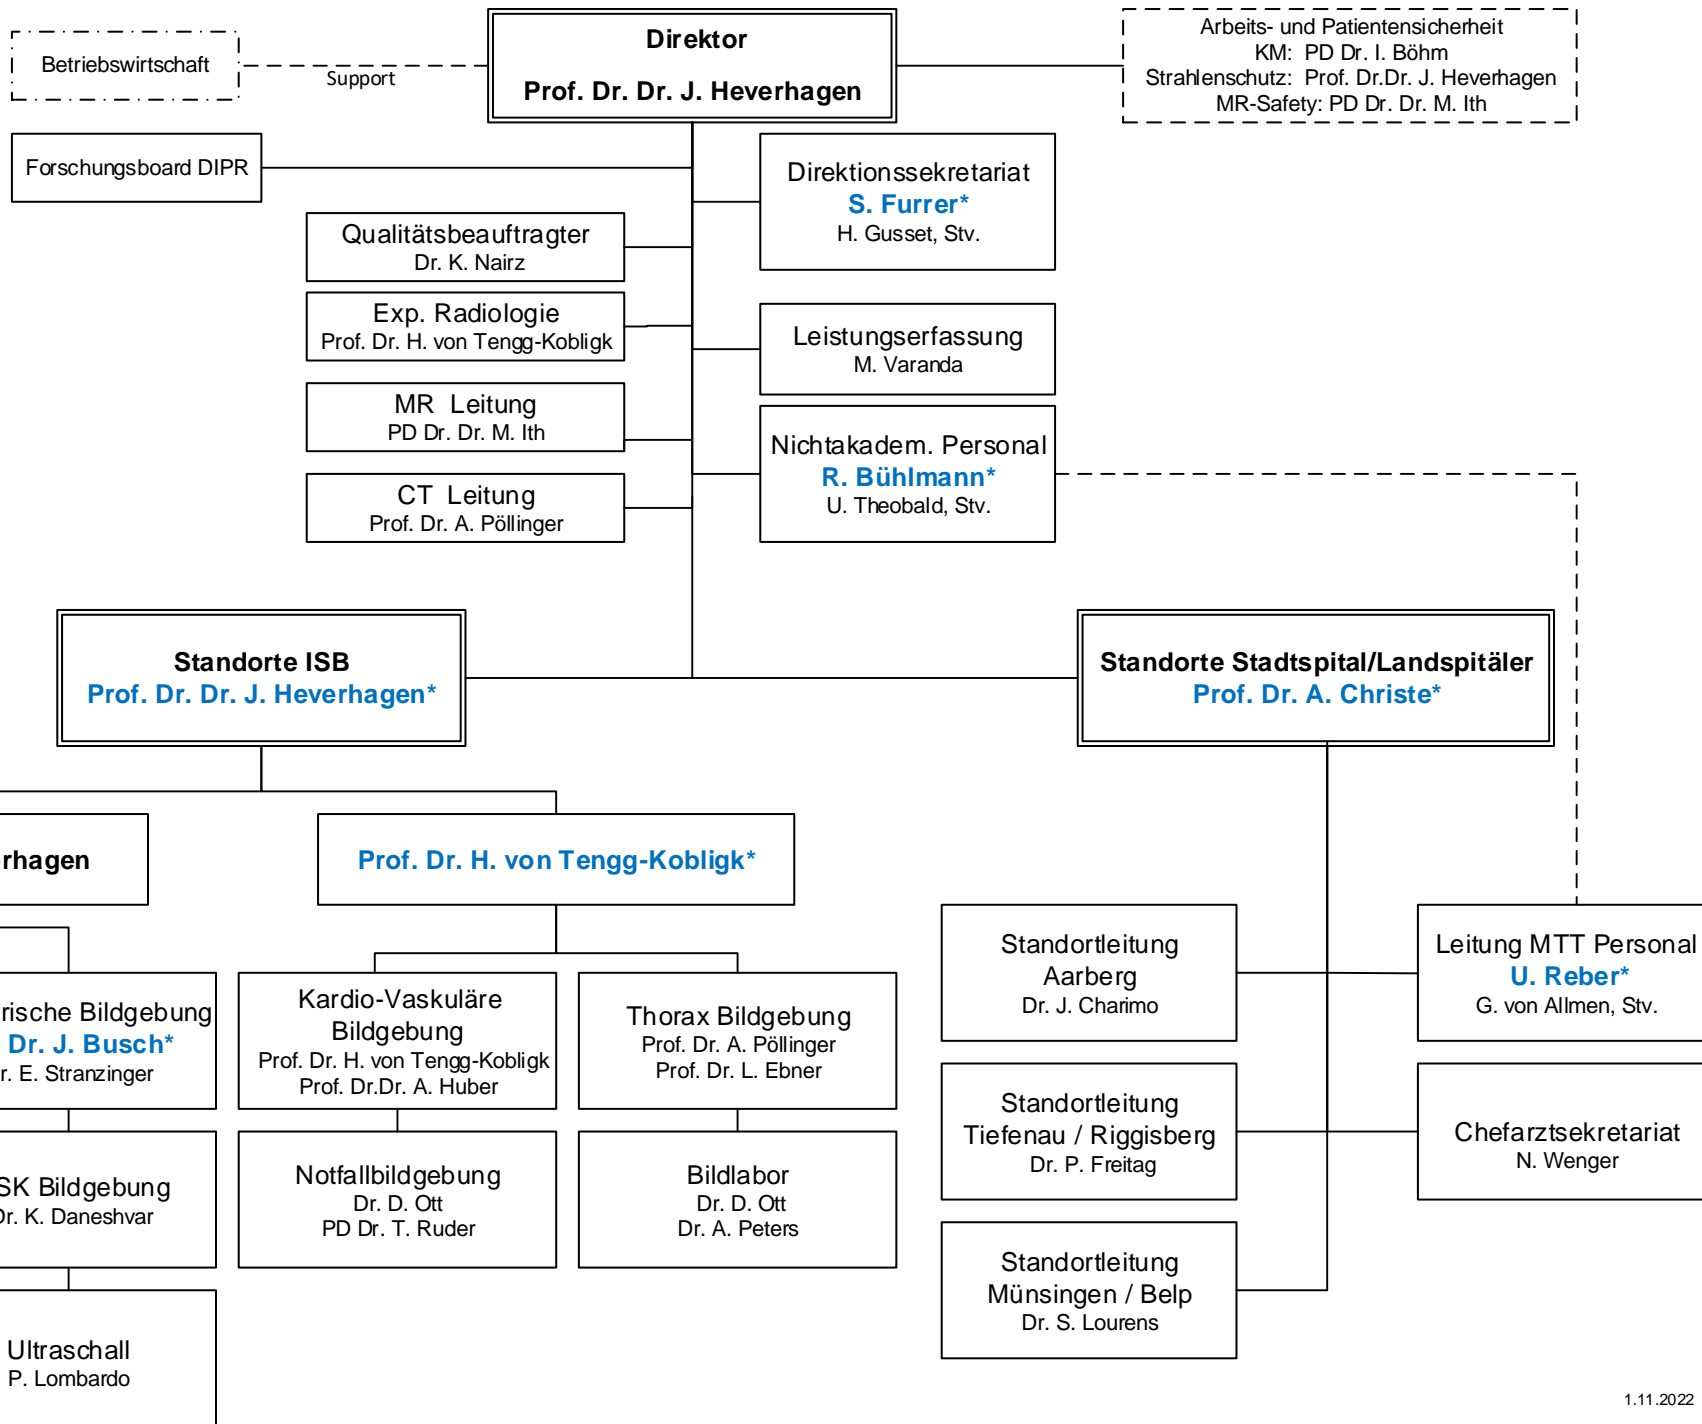 Betriebswirtschaft
Support
Direktor
Prof. Dr. Dr. J. Heverhagen
Arbeits- und Patientensicherheit
KM: PD Dr. I. Böhm
Strahlenschutz: Prof. Dr.Dr. J. Heverhagen
MR-Safety: PD Dr. Dr. M. Ith
Forschungsboard DIPR
Direktionssekretariat
S. Furrer*
H. Gusset, Stv.
Qualitätsbeauftragter
Dr. K. Nairz
Exp. Radiologie
Prof. Dr. H. von Tengg-Kobligk
Leistungserfassung
M. Varanda
MR Leitung
PD Dr. Dr. M. Ith
Nichtakadem. Personal
R. Bühlmann*
U. Theobald, Stv.
CT Leitung
Prof. Dr. A. Pöllinger
Standorte ISB
Prof. Dr. Dr. J. Heverhagen*
Standorte Stadtspital/Landspitäler
Prof. Dr. A. Christe*
rhagen
Prof. Dr. H. von Tengg-Kobligk*
rische Bildgebung
Dr. J. Busch*
r. E. Stranzinger
Kardio-Vaskuläre
Bildgebung
Prof. Dr. H. von Tengg-Kobligk
Prof. Dr.Dr. A. Huber
Thorax Bildgebung
Prof. Dr. A. Pöllinger
Prof. Dr. L. Ebner
Standortleitung
Aarberg
Dr. J. Charimo
Leitung MTT Personal
U. Reber*
G. von Allmen, Stv.
SK Bildgebung
Dr. K. Daneshvar
Notfallbildgebung
Dr. D. Ott
PD Dr. T. Ruder
Bildlabor
Dr. D. Ott
Dr. A. Peters
Standortleitung
Tiefenau / Riggisberg
Dr. P. Freitag
Chefarztsekretariat
N. Wenger
Ultraschall
P. Lombardo
Standortleitung
Münsingen / Belp
Dr. S. Lourens
1.11.2022